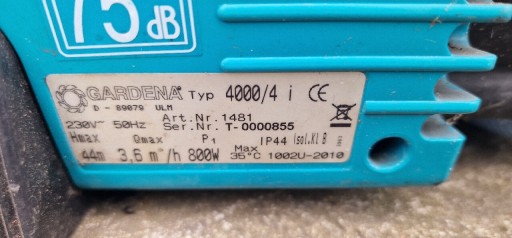 75 dB
GARDENA® Typ 4000/4 i CE
D - 89079 ULM
Art.Nr. 1481
230V~ 50Hz Ser.Nr. T-0000855
Hmax Qmax P1 IP44 Isol.Kl B
44m 3,6 m³/h 800W Max 35°C 1002U-2010